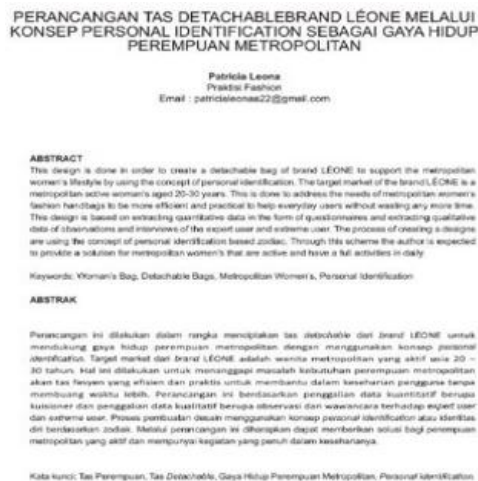 PERANCANGAN TAS DETACHABLEBRAND LÉONE MELALUI
KONSEP PERSONAL IDENTIFICATION SEBAGAI GAYA HIDUP
PEREMPUAN METROPOLITAN
Patricia Leona
Praktisi Fashion
Email : patricialeonaa22@gmail.com
ABSTRACT
This design is done in order to create a detachable bag of brand LÉONE to support the metropolitan
women's lifestyle by using the concept of personal identification. The target market of the brand LÉONE is a
metropolitan active woman's aged 20-30 years. This is done to address the needs of metropolitan women's
fashion handbags to be more efficient and practical to help everyday users without wasting any more time.
This design is based on extracting quantitative data in the form of questionnaires and extracting qualitative
data of observations and interviews of the expert user and extreme user. The process of creating a designs
are using the concept of personal identification based zodiac. Through this scheme the author is expected
to provide a solution for metropolitan women's that are active and have a full activities in daily
Keywords: Woman's Bag, Detachable Bags, Metropolitan Women's, Personal Identification
ABSTRAK
Perancangan ini dilakukan dalam rangka menciptakan tas detachable dari brand LÉONE untuk
mendukung gaya hidup perempuan metropolitan dengan menggunakan konsep personal
identification. Target market dari brand LÉONE adalah wanita metropolitan yang aktif usia 20 –
30 tahun. Hal ini dilakukan untuk menanggapi masalah kebutuhan perempuan metropolitan
akan tas fesyen yang efisien dan praktis untuk membantu dalam keseharian pengguna tanpa
membuang waktu lebih. Perancangan ini berdasarkan penggalian data kuantitatif berupa
kuisioner dan penggalian data kualitatif berupa observasi dan wawancara terhadap expert user
dan extreme user. Proses pembuatan desain menggunakan konsep personal identification atau identitas
diri berdasarkan zodiac. Melalui perancangan ini diharapkan dapat memberikan solusi bagi perempuan
metropolitan yang aktif dan mempunyai kegiatan yang penuh dalam kesehariannya.
Kata kunci: Tas Perempuan, Tas Detachable, Gaya Hidup Perempuan Metropolitan, Personal Identification